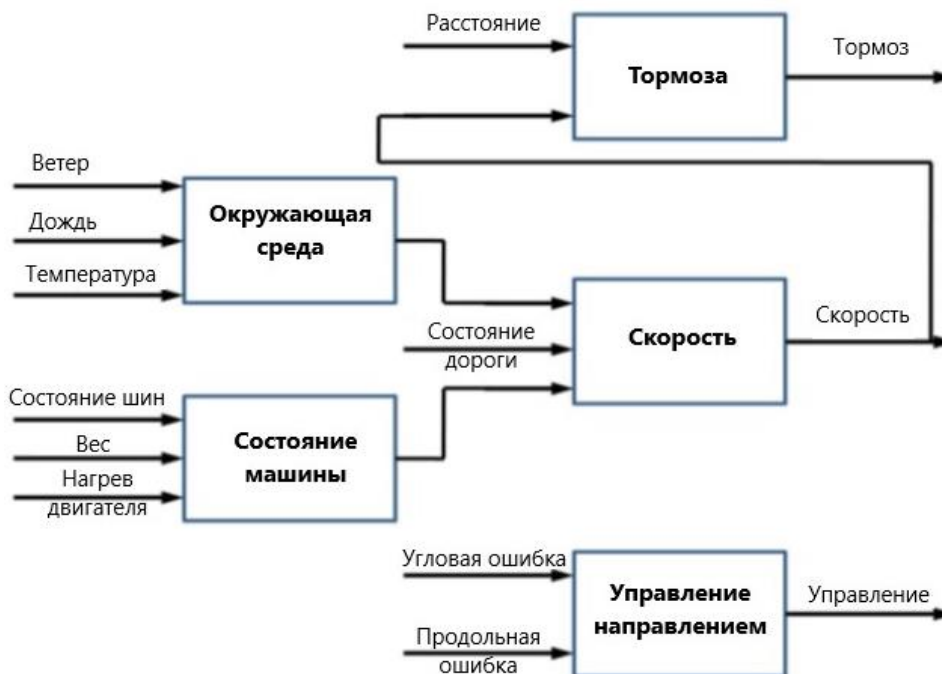 Расстояние
Тормоза
Тормоз
Ветер
Дождь
Температура
Окружающая
среда
Состояние
дороги
Скорость
Скорость
Состояние шин
Вес
Нагрев
двигателя
Состояние
машины
Угловая ошибка
Продольная
ошибка
Управление
направлением
Управление